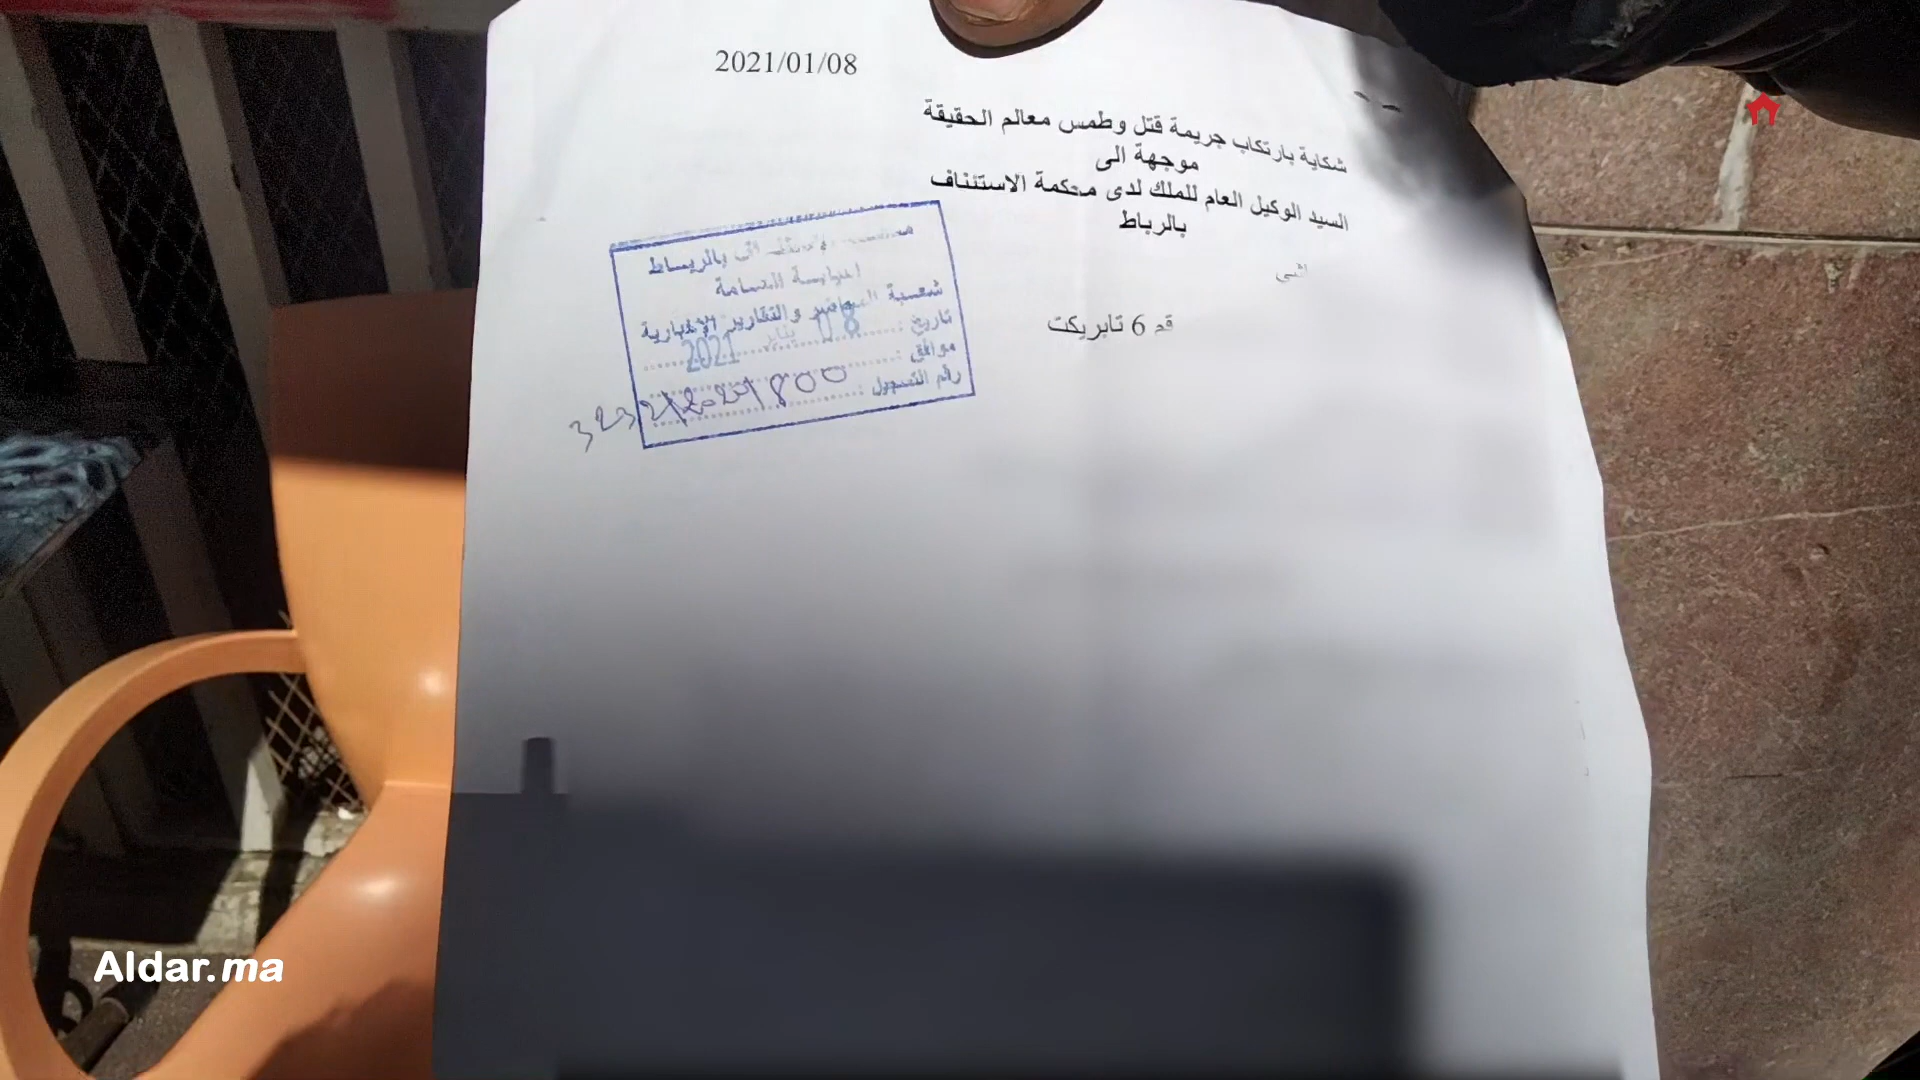 2021/01/08
شكاية بارتكاب جريمة قتل وطمس معالم الحقيقة
موجهة الى
السيد الوكيل العام للملك لدى محكمة الاستئناف
بالرباط
قم 6 تابريكت
بالرباط
النيابة العامة
شعبة المحاضر والتقارير الإخبارية
تاريخ : 08 يناير 2021
موافق :
رقم التسجيل :
Aldar.ma